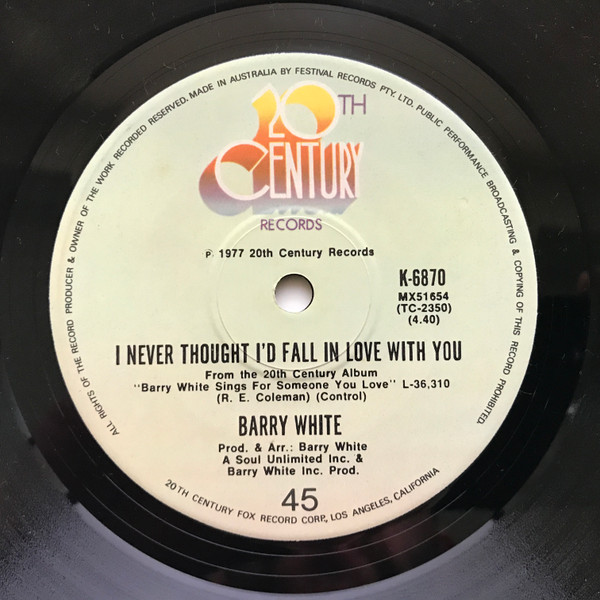 ALL RIGHTS OF THE RECORD PRODUCER & OWNER OF THE WORK RECORDED RESERVED. MADE IN AUSTRALIA BY FESTIVAL RECORDS PTY. LTD. PUBLIC PERFORMANCE BROADCASTING & COPYING OF THIS RECORD PROHIBITED.
20TH
CENTURY
RECORDS
℗ 1977 20th Century Records
K-6870
MX51654
(TC-2350)
(4.40)
I NEVER THOUGHT I'D FALL IN LOVE WITH YOU
From the 20th Century Album
"Barry White Sings For Someone You Love" L-36,310
(R. E. Coleman) (Control)
BARRY WHITE
Prod. & Arr.: Barry White
A Soul Unlimited Inc. &
Barry White Inc. Prod.
45
20TH CENTURY FOX RECORD CORP., LOS ANGELES, CALIFORNIA